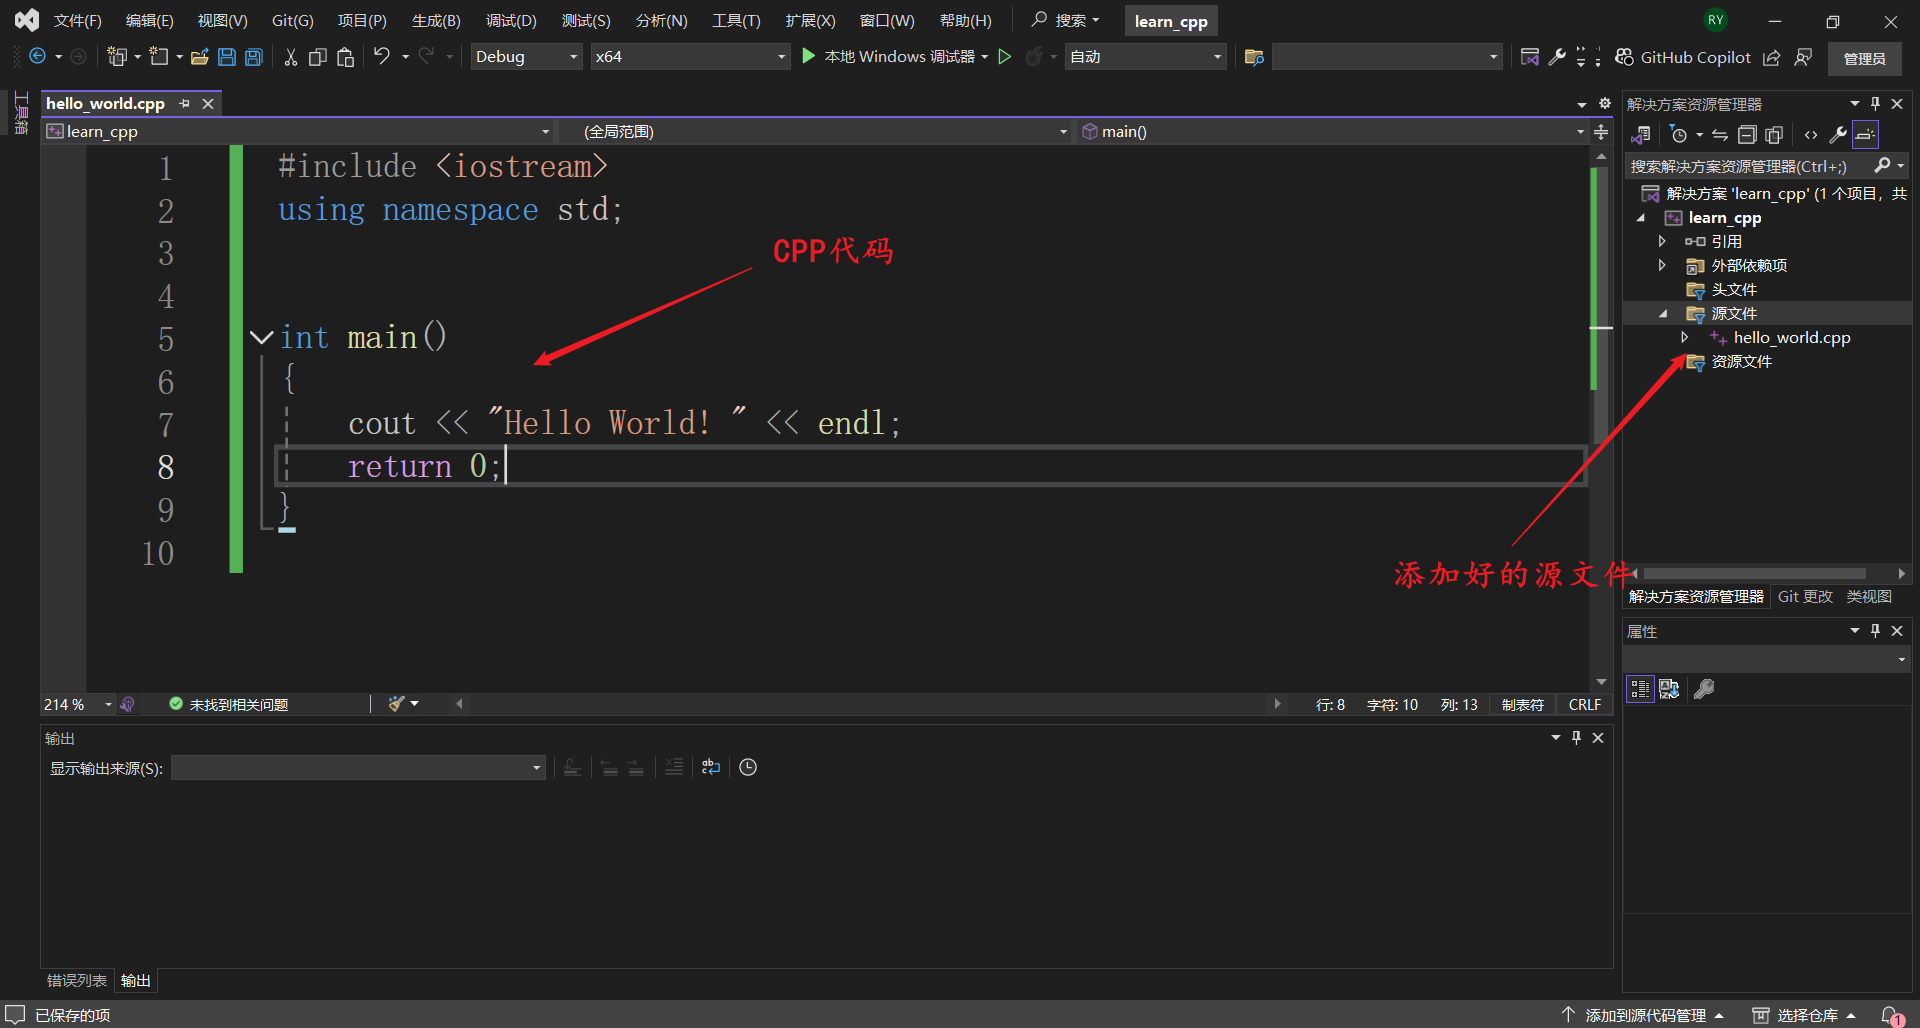 文件(F) 编辑(E) 视图(V) Git(G) 项目(P) 生成(B) 调试(D) 测试(S) 分析(N) 工具(T) 扩展(X) 窗口(W) 帮助(H) 搜索 learn_cpp RY
Debug x64 本地 Windows 调试器 自动 GitHub Copilot 管理员
工具箱
hello_world.cpp
learn_cpp (全局范围) main()
1 #include <iostream>
2 using namespace std;
3
CPP代码
4
5 int main()
6 {
7 cout << "Hello World! " << endl;
8 return 0;
9 }
10
添加好的源文件
214 % 未找到相关问题 行: 8 字符: 10 列: 13 制表符 CRLF
输出
显示输出来源(S):
错误列表 输出
解决方案资源管理器
搜索解决方案资源管理器(Ctrl+;)
解决方案 'learn_cpp' (1 个项目，共
learn_cpp
引用
外部依赖项
头文件
源文件
hello_world.cpp
资源文件
解决方案资源管理器 Git 更改 类视图
属性
已保存的项 添加到源代码管理 选择仓库 1